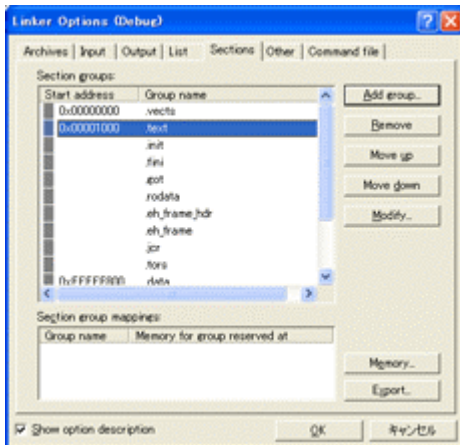 Linker Options (Debug)
Archives Input Output List Sections Other Command file
Section groups:
Start address Group name
0x00000000 .vects
0x00001000 .text
.init
.fini
.got
.rodata
.eh_frame_hdr
.eh_frame
.jcr
.tors
0xFFFFF800 .data
Add group...
Remove
Move up
Move down
Modify...
Section group mappings:
Group name Memory for group reserved at
Memory...
Export...
Show option description
OK
キャンセル